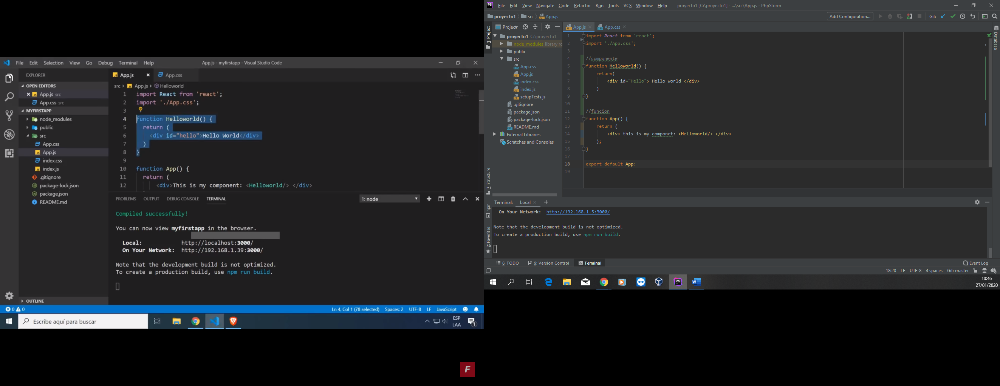 File Edit Selection View Go Debug Terminal Help App.js - myfirstapp - Visual Studio Code
EXPLORER
OPEN EDITORS
App.js src
App.css src
MYFIRSTAPP
node_modules
public
src
App.css
App.js
index.css
index.js
.gitignore
package-lock.json
package.json
README.md
OUTLINE
App.js App.css
src App.js Helloworld
1 import React from 'react';
2 import './App.css';
3
4 function Helloworld() {
5 return (
6 <div id="hello">Hello World</div>
7 )
8 }
9
10 function App() {
11 return (
12 <div>This is my component: <Helloworld/> </div>
PROBLEMS OUTPUT DEBUG CONSOLE TERMINAL 1: node
Compiled successfully!
You can now view myfirstapp in the browser.
Local: http://localhost:3000/
On Your Network: http://192.168.1.39:3000/
Note that the development build is not optimized.
To create a production build, use npm run build.
0 0 Ln 4, Col 1 (78 selected) Spaces: 2 UTF-8 LF JavaScript
Escribe aquí para buscar
ESP
LAA
1
F
PS File Edit View Navigate Code Refactor Run Tools VCS Window Help proyecto1 [C:\proyecto1] - ...\src\App.js - PhpStorm
proyecto1 src App.js Add Configuration... Git:
1: Project
7: Structure
npm
2: Favorites
Database
Project
proyecto1 C:\proyecto1
node_modules library ro
public
src
App.css
App.js
index.css
index.js
setupTests.js
.gitignore
package.json
package-lock.json
README.md
External Libraries
Scratches and Consoles
App.js App.css
1 import React from 'react';
2 import './App.css';
3
4 //componente
5 function Helloworld() {
6 return(
7 <div id="Hello"> Hello world </div>
8 )
9 }
10
11 //funcion
12 function App() {
13 return (
14 <div> this is my componet: <Helloworld/> </div>
15 );
16 }
17
18 export default App;
19
Terminal: Local
On Your Network: http://192.168.1.5:3000/
Note that the development build is not optimized.
To create a production build, use npm run build.
6: TODO 9: Version Control Terminal Event Log
18:20 LF UTF-8 4 spaces Git: master
10:46
27/01/2020